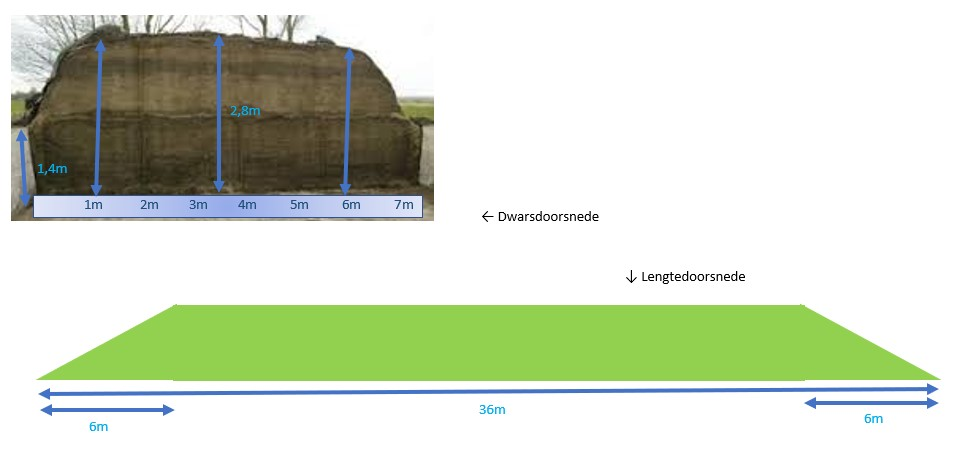 2,8m
1,4m
1m 2m 3m 4m 5m 6m 7m
← Dwarsdoorsnede
↓ Lengtedoorsnede
36m
6m
6m